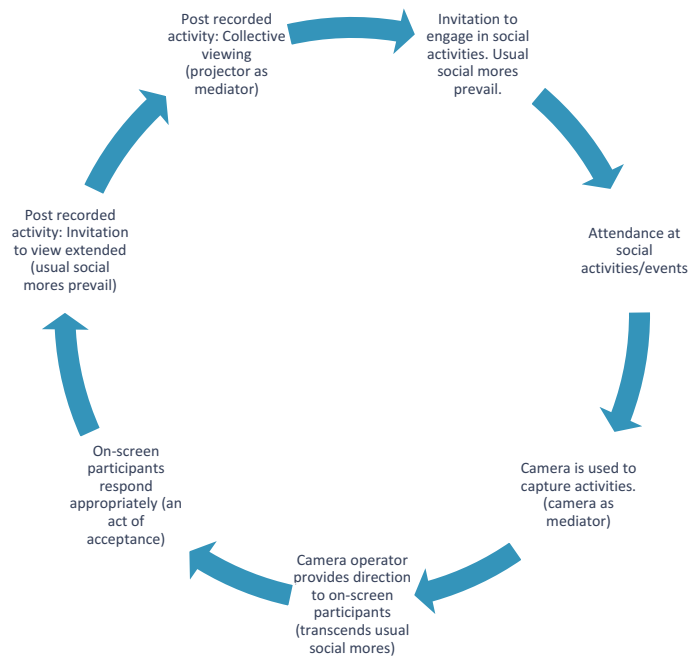 Post recorded
activity: Collective
viewing
(projector as
mediator)
Invitation to
engage in social
activities. Usual
social mores
prevail.
Attendance at
social
activities/events
Camera is used to
capture activities.
(camera as
mediator)
Camera operator
provides direction
to on-screen
participants
(transcends usual
social mores)
On-screen
participants
respond
appropriately (an
act of
acceptance)
Post recorded
activity: Invitation
to view extended
(usual social
mores prevail)